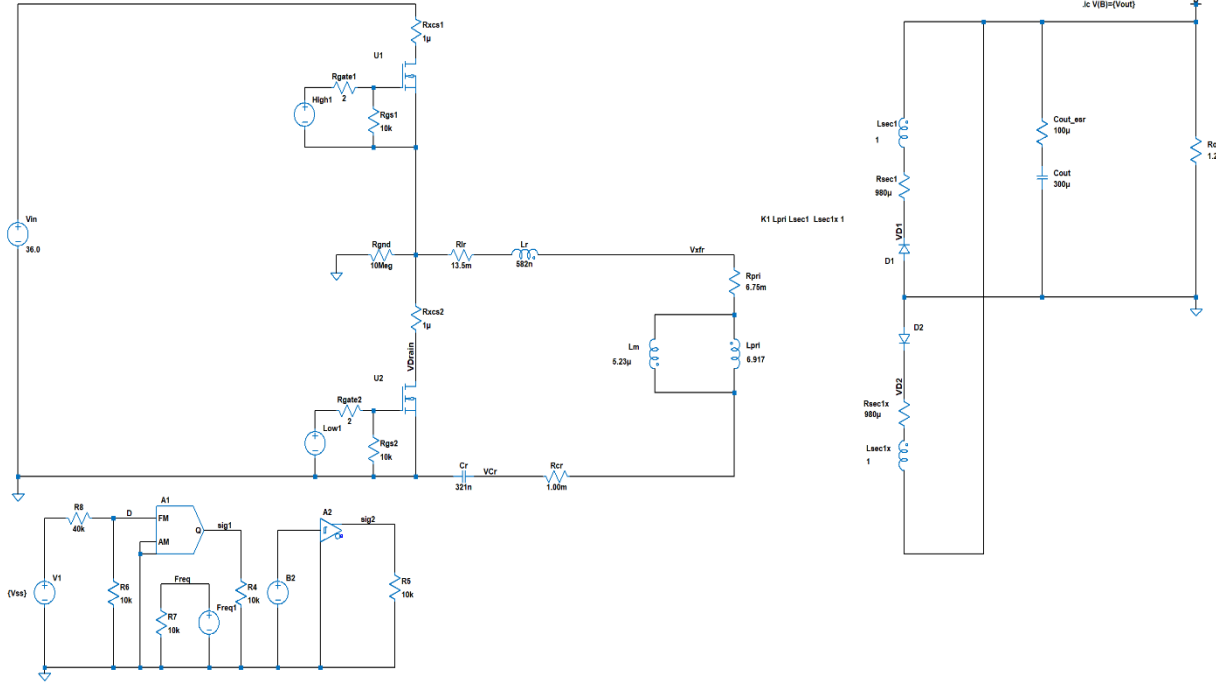 .ic V(B)={Vout}
Rxcs1
1µ
U1
Rgate1
2
High1
Rgs1
10k
Lsec1
1
Cout_esr
100µ
Rsec1
980µ
Cout
300µ
1.2
K1 Lpri Lsec1 Lsec1x 1
Vin
36.0
Rgnd
10Meg
Rlr
13.5m
Lr
582n
Vxfr
VD1
D1
Rpri
6.75m
Rxcs2
1µ
D2
Lm
5.23µ
Lpri
6.917
VDrain
U2
Rgate2
2
Low1
Rgs2
10k
VD2
Rsec1x
980µ
Lsec1x
1
Cr
321n
VCr
Rcr
1.00m
A1
R8
40k
D
FM
AM
Q
sig1
A2
sig2
V1
{Vss}
R6
10k
Freq
R7
10k
Freq1
R4
10k
B2
R5
10k